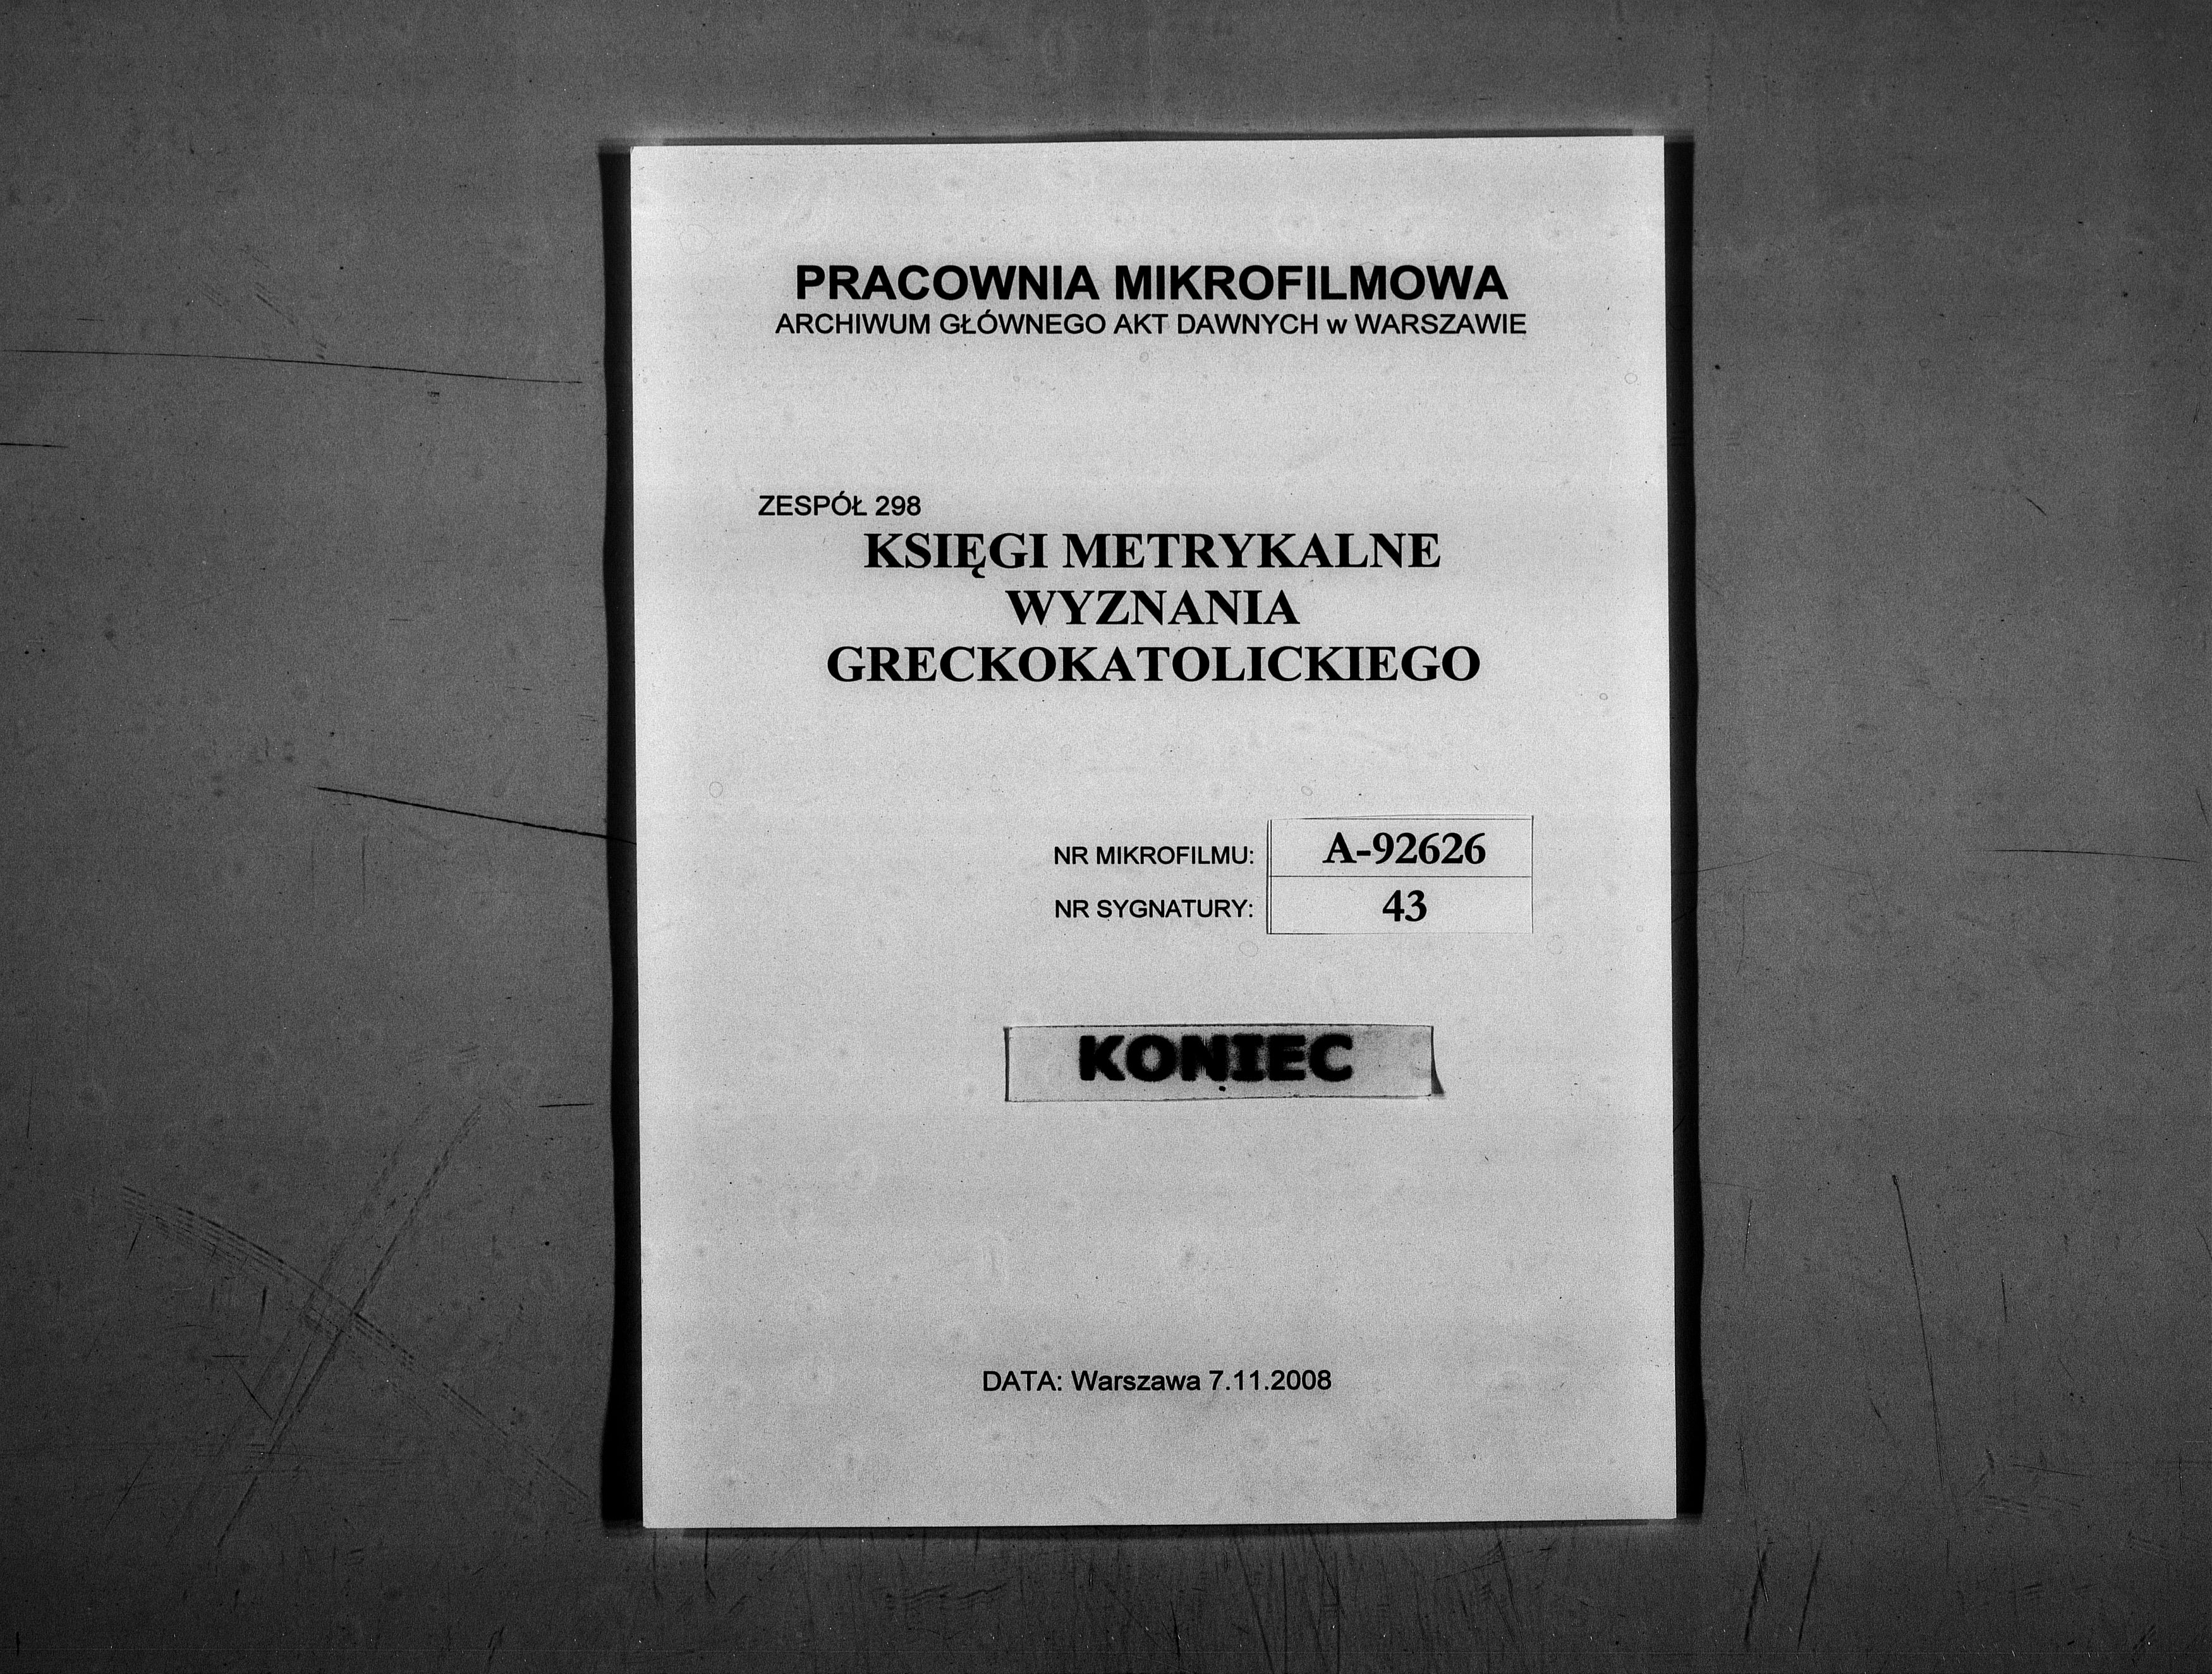 PRACOWNIA MIKROFILMOWA
ARCHIWUM GŁÓWNEGO AKT DAWNYCH w WARSZAWIE
ZESPÓŁ 298
KSIĘGI METRYKALNE
WYZNANIA
GRECKOKATOLICKIEGO
NR MIKROFILMU: A-92626
NR SYGNATURY: 43
KONIEC
DATA: Warszawa 7.11.2008